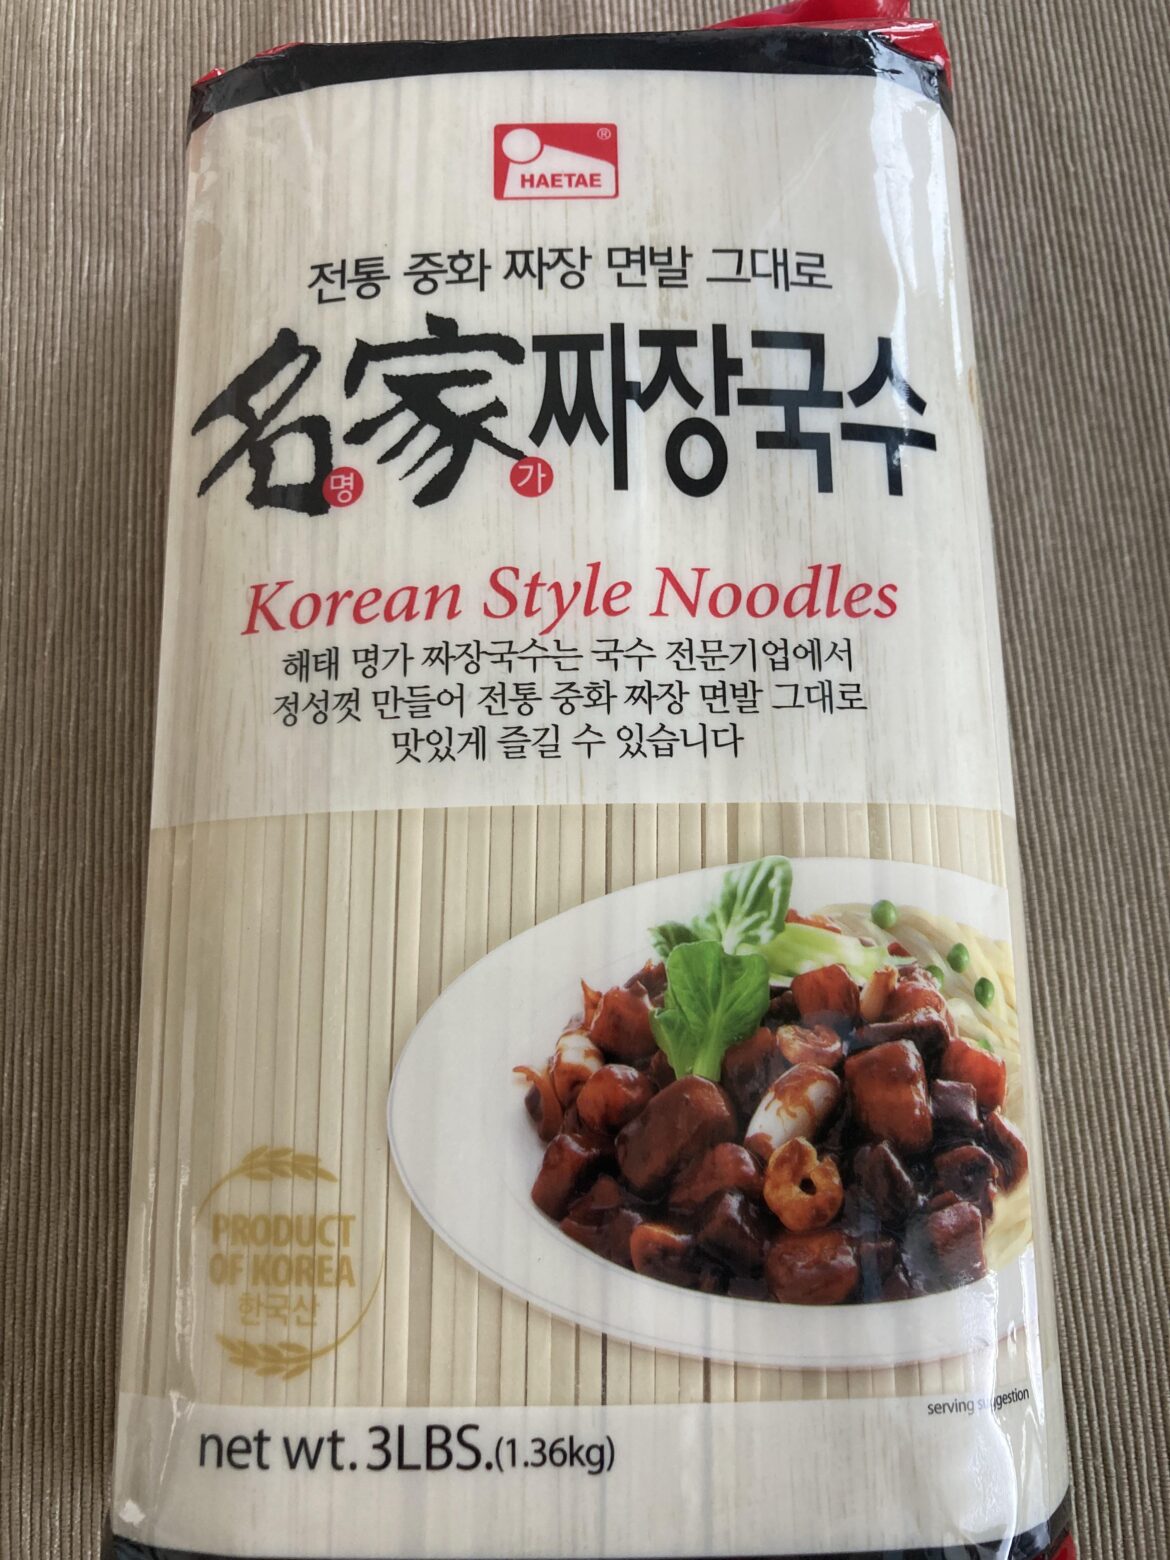 ®
HAETAE
전통 중화 짜장 면발 그대로
名家짜장국수
명 가
Korean Style Noodles
해태 명가 짜장국수는 국수 전문기업에서
정성껏 만들어 전통 중화 짜장 면발 그대로
맛있게 즐길 수 있습니다
PRODUCT
OF KOREA
한국산
serving suggestion
net wt. 3LBS.(1.36kg)